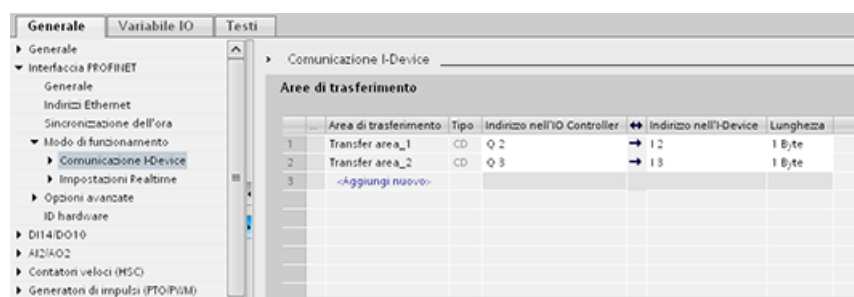 Generale Variabile IO Testi
Generale
Interfaccia PROFINET
Generale
Indirizzi Ethernet
Sincronizzazione dell'ora
Modo di funzionamento
Comunicazione I-Device
Impostazioni Realtime
Opzioni avanzate
ID hardware
DI14/DO10
AI2/AO2
Contatori veloci (HSC)
Generatori di impulsi (PTO/PWM)
Comunicazione I-Device
Aree di trasferimento
... Area di trasferimento Tipo Indirizzo nell'IO Controller ↔ Indirizzo nell'I-Device Lunghezza
1 Transfer area_1 CD Q 2 → I 2 1 Byte
2 Transfer area_2 CD Q 3 → I 3 1 Byte
3 <Aggiungi nuovo>